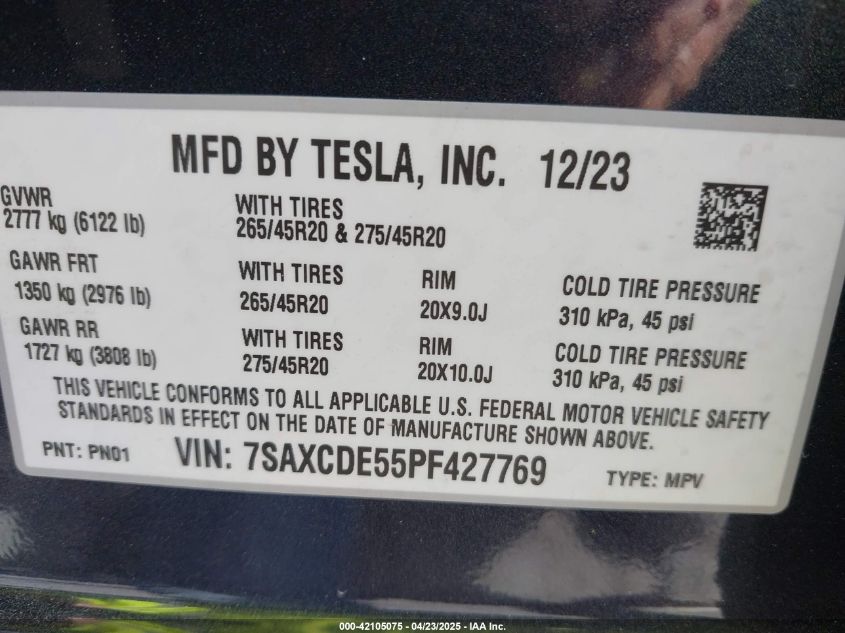 MFD BY TESLA, INC. 12/23
GVWR
2777 kg (6122 lb)
WITH TIRES
265/45R20 & 275/45R20
GAWR FRT
1350 kg (2976 lb)
WITH TIRES
265/45R20
RIM
20X9.0J
COLD TIRE PRESSURE
310 kPa, 45 psi
GAWR RR
1727 kg (3808 lb)
WITH TIRES
275/45R20
RIM
20X10.0J
COLD TIRE PRESSURE
310 kPa, 45 psi
THIS VEHICLE CONFORMS TO ALL APPLICABLE U.S. FEDERAL MOTOR VEHICLE SAFETY
STANDARDS IN EFFECT ON THE DATE OF MANUFACTURE SHOWN ABOVE.
PNT: PN01 VIN: 7SAXCDE55PF427769 TYPE: MPV
000-42105075 - 04/23/2025 - IAA Inc.